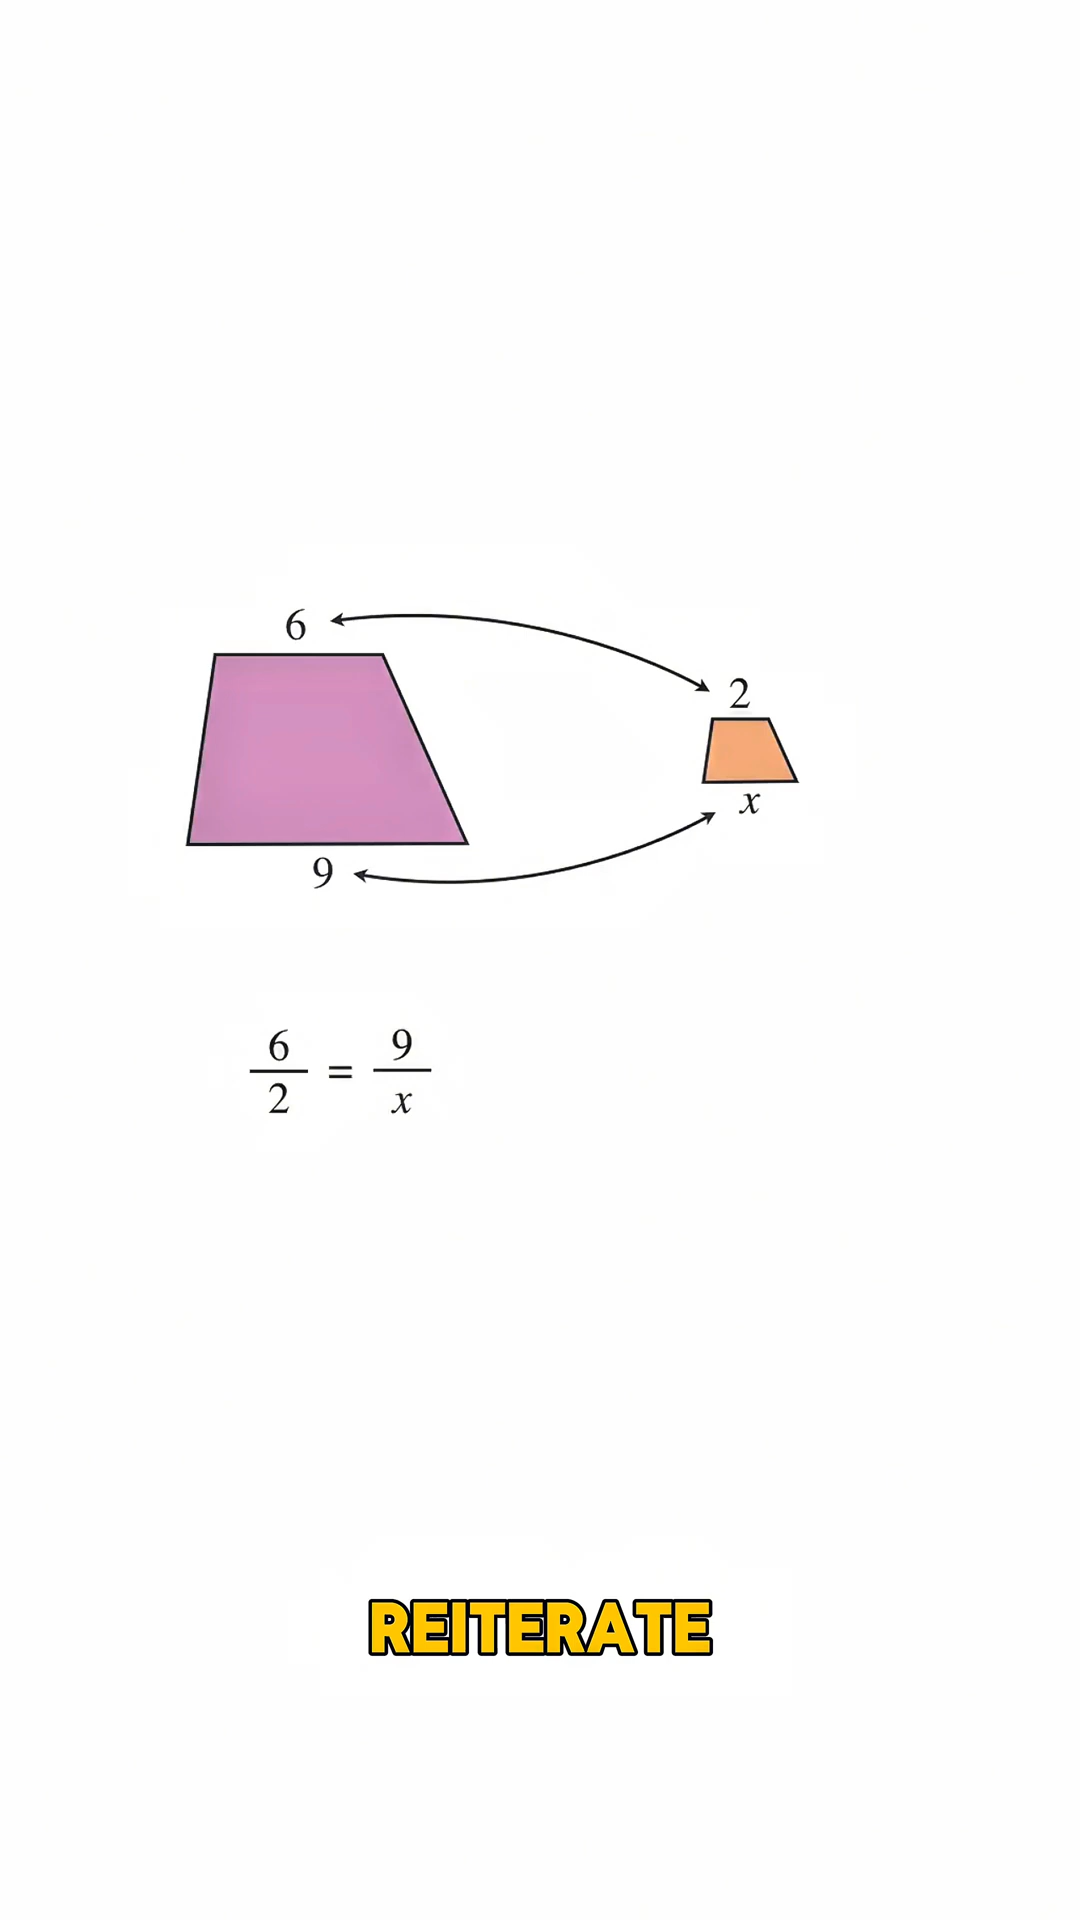 6
2
x
9
6/2 = 9/x
REITERATE